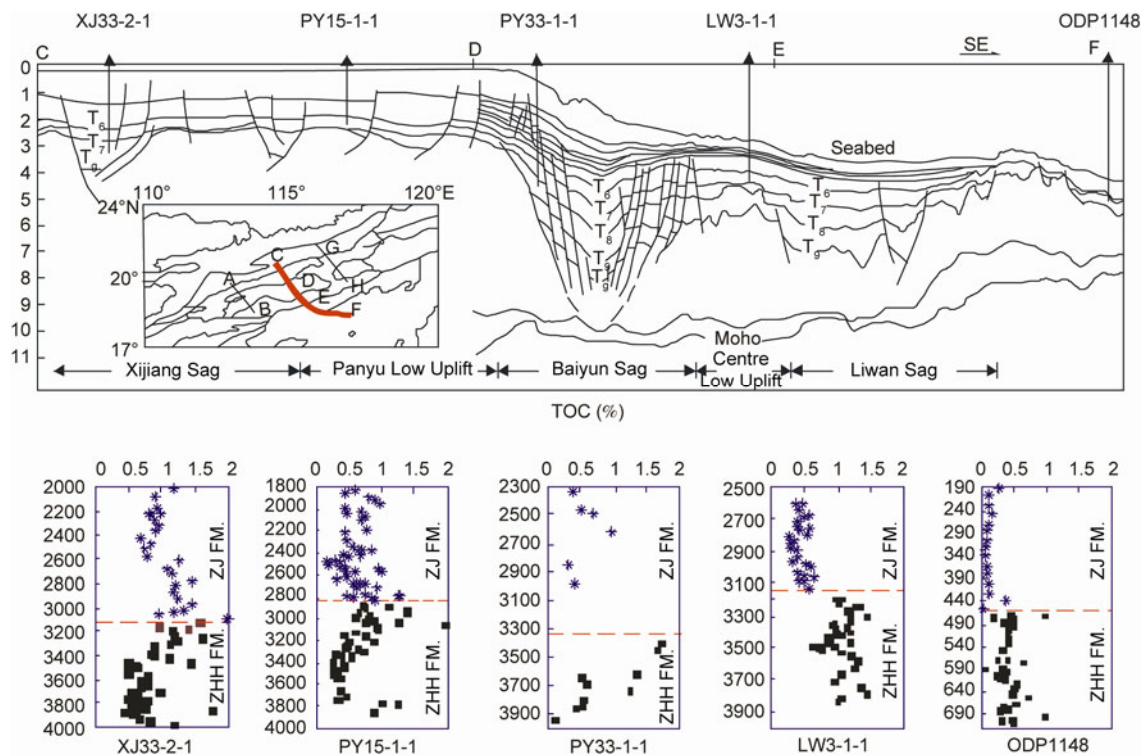 XJ33-2-1 PY15-1-1 PY33-1-1 LW3-1-1 ODP1148
C D E SE F
0
1
2
3
4
5
6
7
8
9
10
11
T6
T7
Tg
T6
T7
T8
T9
Tg
T6
T7
T8
Tg
Seabed
110° 115° 120° E
24°N
20°
17°
A B C D E F G H
Moho
Xijiang Sag Panyu Low Uplift Baiyun Sag Centre Low Uplift Liwan Sag
TOC (%)
0 0.5 1 1.5 2
2000
2200
2400
2600
2800
3000
3200
3400
3600
3800
4000
ZJ FM.
ZHH FM.
XJ33-2-1
0 0.5 1 1.5 2
1800
2000
2200
2400
2600
2800
3000
3200
3400
3600
3800
4000
ZJ FM.
ZHH FM.
PY15-1-1
0 0.5 1 1.5 2
2300
2500
2700
2900
3100
3300
3500
3700
3900
ZJ FM.
ZHH FM.
PY33-1-1
0 0.5 1 1.5 2
2500
2700
2900
3100
3300
3500
3700
3900
ZJ FM.
ZHH FM.
LW3-1-1
0 0.5 1 1.5 2
190
240
290
340
390
440
490
540
590
640
690
ZJ FM.
ZHH FM.
ODP1148